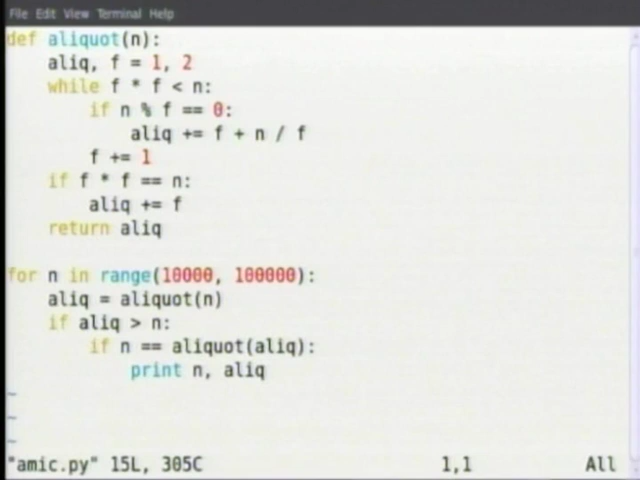 File Edit View Terminal Help
def aliquot(n):
    aliq, f = 1, 2
    while f * f < n:
        if n % f == 0:
            aliq += f + n / f
        f += 1
    if f * f == n:
        aliq += f
    return aliq

for n in range(10000, 100000):
    aliq = aliquot(n)
    if aliq > n:
        if n == aliquot(aliq):
            print n, aliq
~
~
~
"amic.py" 15L, 305C 1,1 All